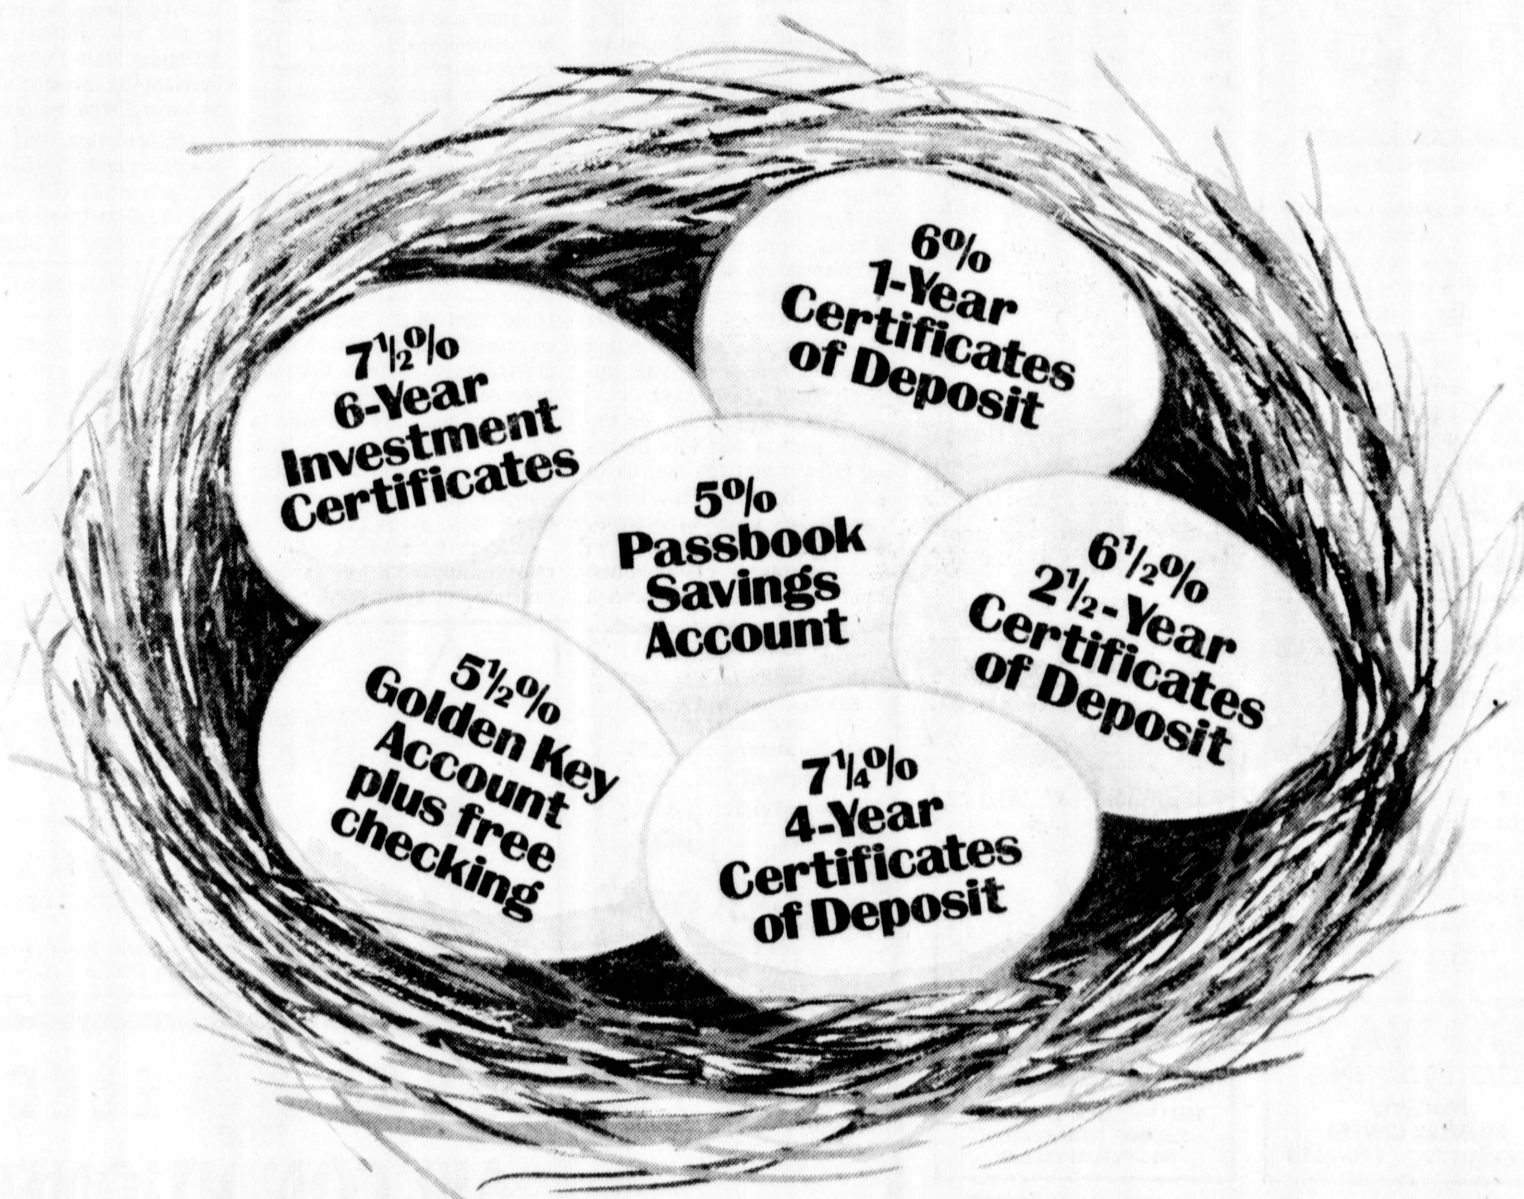 6%
1-Year
Certificates
of Deposit
7½%
6-Year
Investment
Certificates
5%
Passbook
Savings
Account
6½%
2½-Year
Certificates
of Deposit
5½%
Golden Key
Account
plus free
checking
7¼%
4-Year
Certificates
of Deposit